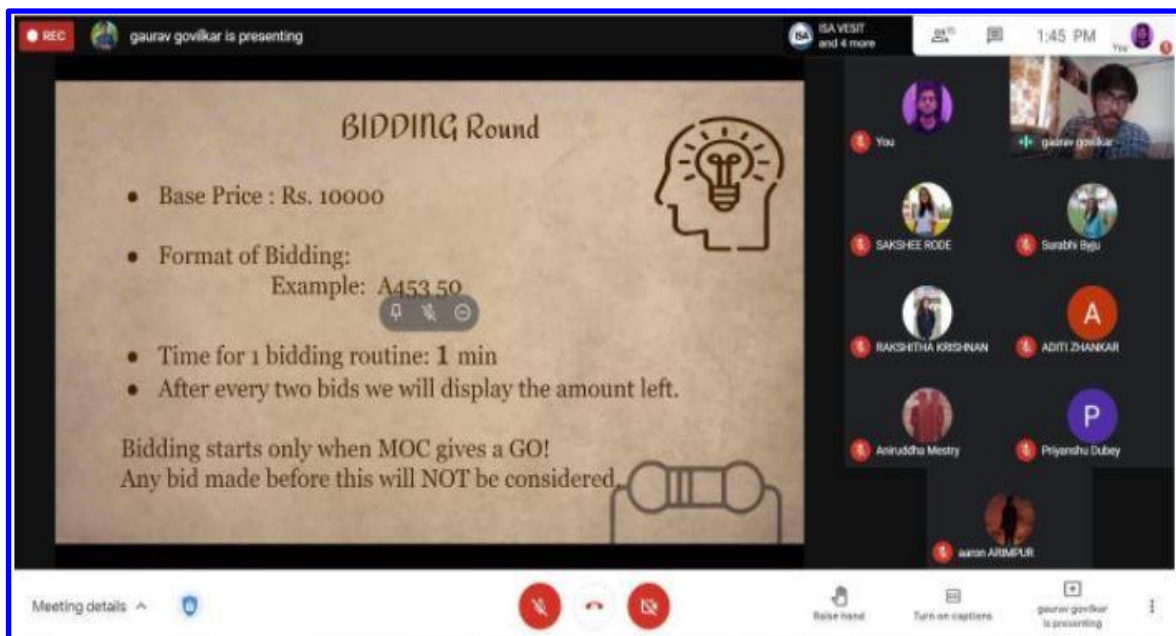 REC
gaurav govilkar is presenting
ISA VESIT
and 4 more
1:45 PM
You
BIDDING Round
● Base Price : Rs. 10000
● Format of Bidding:
Example: A453 50
● Time for 1 bidding routine: 1 min
● After every two bids we will display the amount left.
Bidding starts only when MOC gives a GO!
Any bid made before this will NOT be considered.
You
gaurav govilkar
SAKSHEE RODE
Surabhi Byju
RAKSHITHA KRISHNAN
A
ADITI ZHANKAR
Aniruddha Mestry
P
Priyanshu Dubey
aaron ARIMPUR
Meeting details
Raise hand
Turn on captions
gaurav govilkar
is presenting